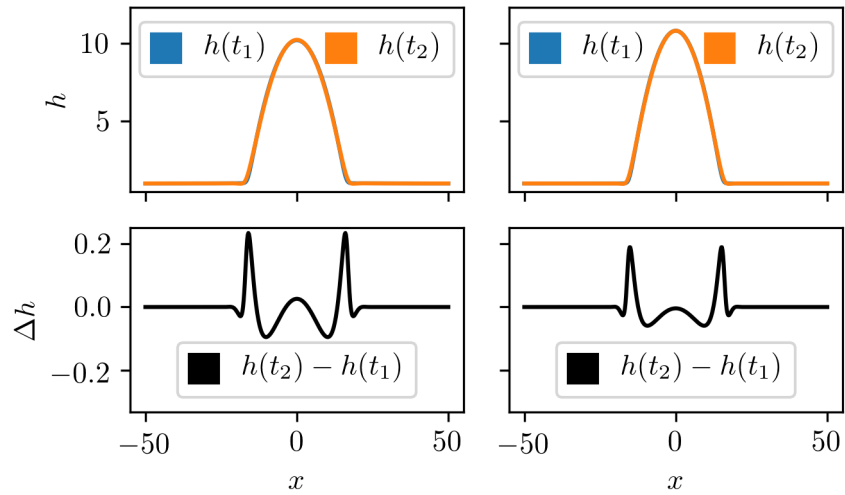 h(t₁) h(t₂) h(t₁) h(t₂)
10
h
5
0.2
0.0
Δh
−0.2
h(t₂) − h(t₁) h(t₂) − h(t₁)
−50 0 50 −50 0 50
x x